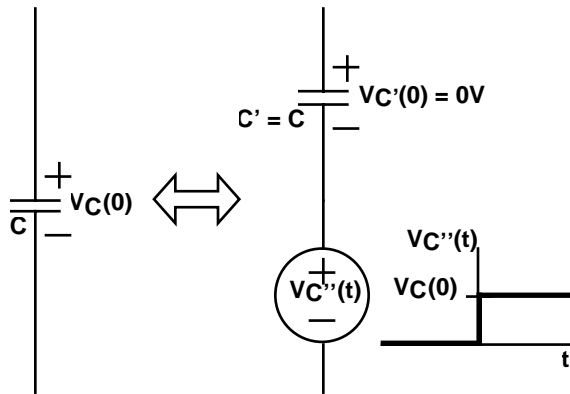 +
VC'(0) = 0V
C' = C
−
+
VC(0)
C
−
VC''(t)
+
VC''(t)
−
VC(0)
t